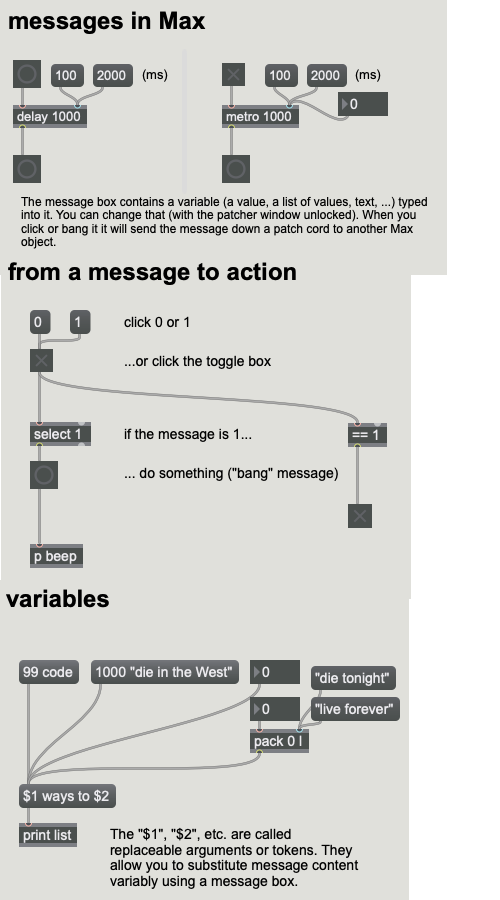 messages in Max
100 2000 (ms) 100 2000 (ms)
0
delay 1000 metro 1000
The message box contains a variable (a value, a list of values, text, ...) typed
into it. You can change that (with the patcher window unlocked). When you
click or bang it it will send the message down a patch cord to another Max
object.
from a message to action
0 1 click 0 or 1
...or click the toggle box
select 1 if the message is 1... == 1
... do something ("bang" message)
p beep
variables
99 code 1000 "die in the West" 0 "die tonight"
0 "live forever"
pack 0 l
$1 ways to $2
print list
The "$1", "$2", etc. are called
replaceable arguments or tokens. They
allow you to substitute message content
variably using a message box.